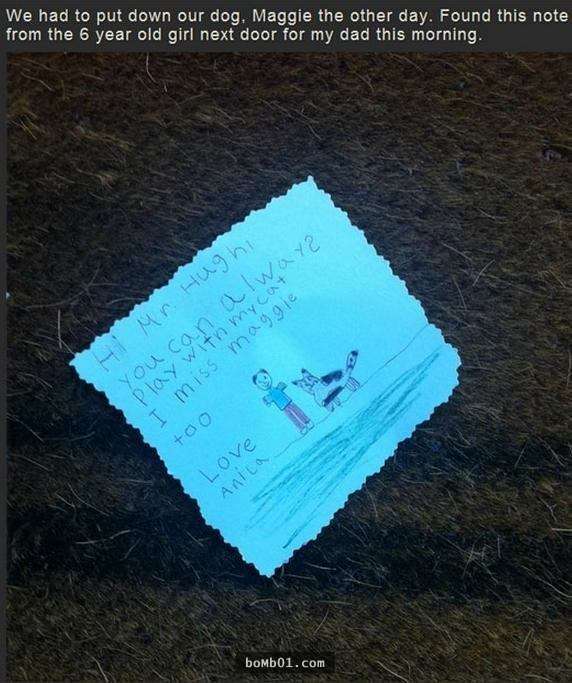 We had to put down our dog, Maggie the other day. Found this note
from the 6 year old girl next door for my dad this morning.
Hi Mr. Hughi
You can always
Play with my cat
I miss maggie
too
Love
Anica
boMb01.com